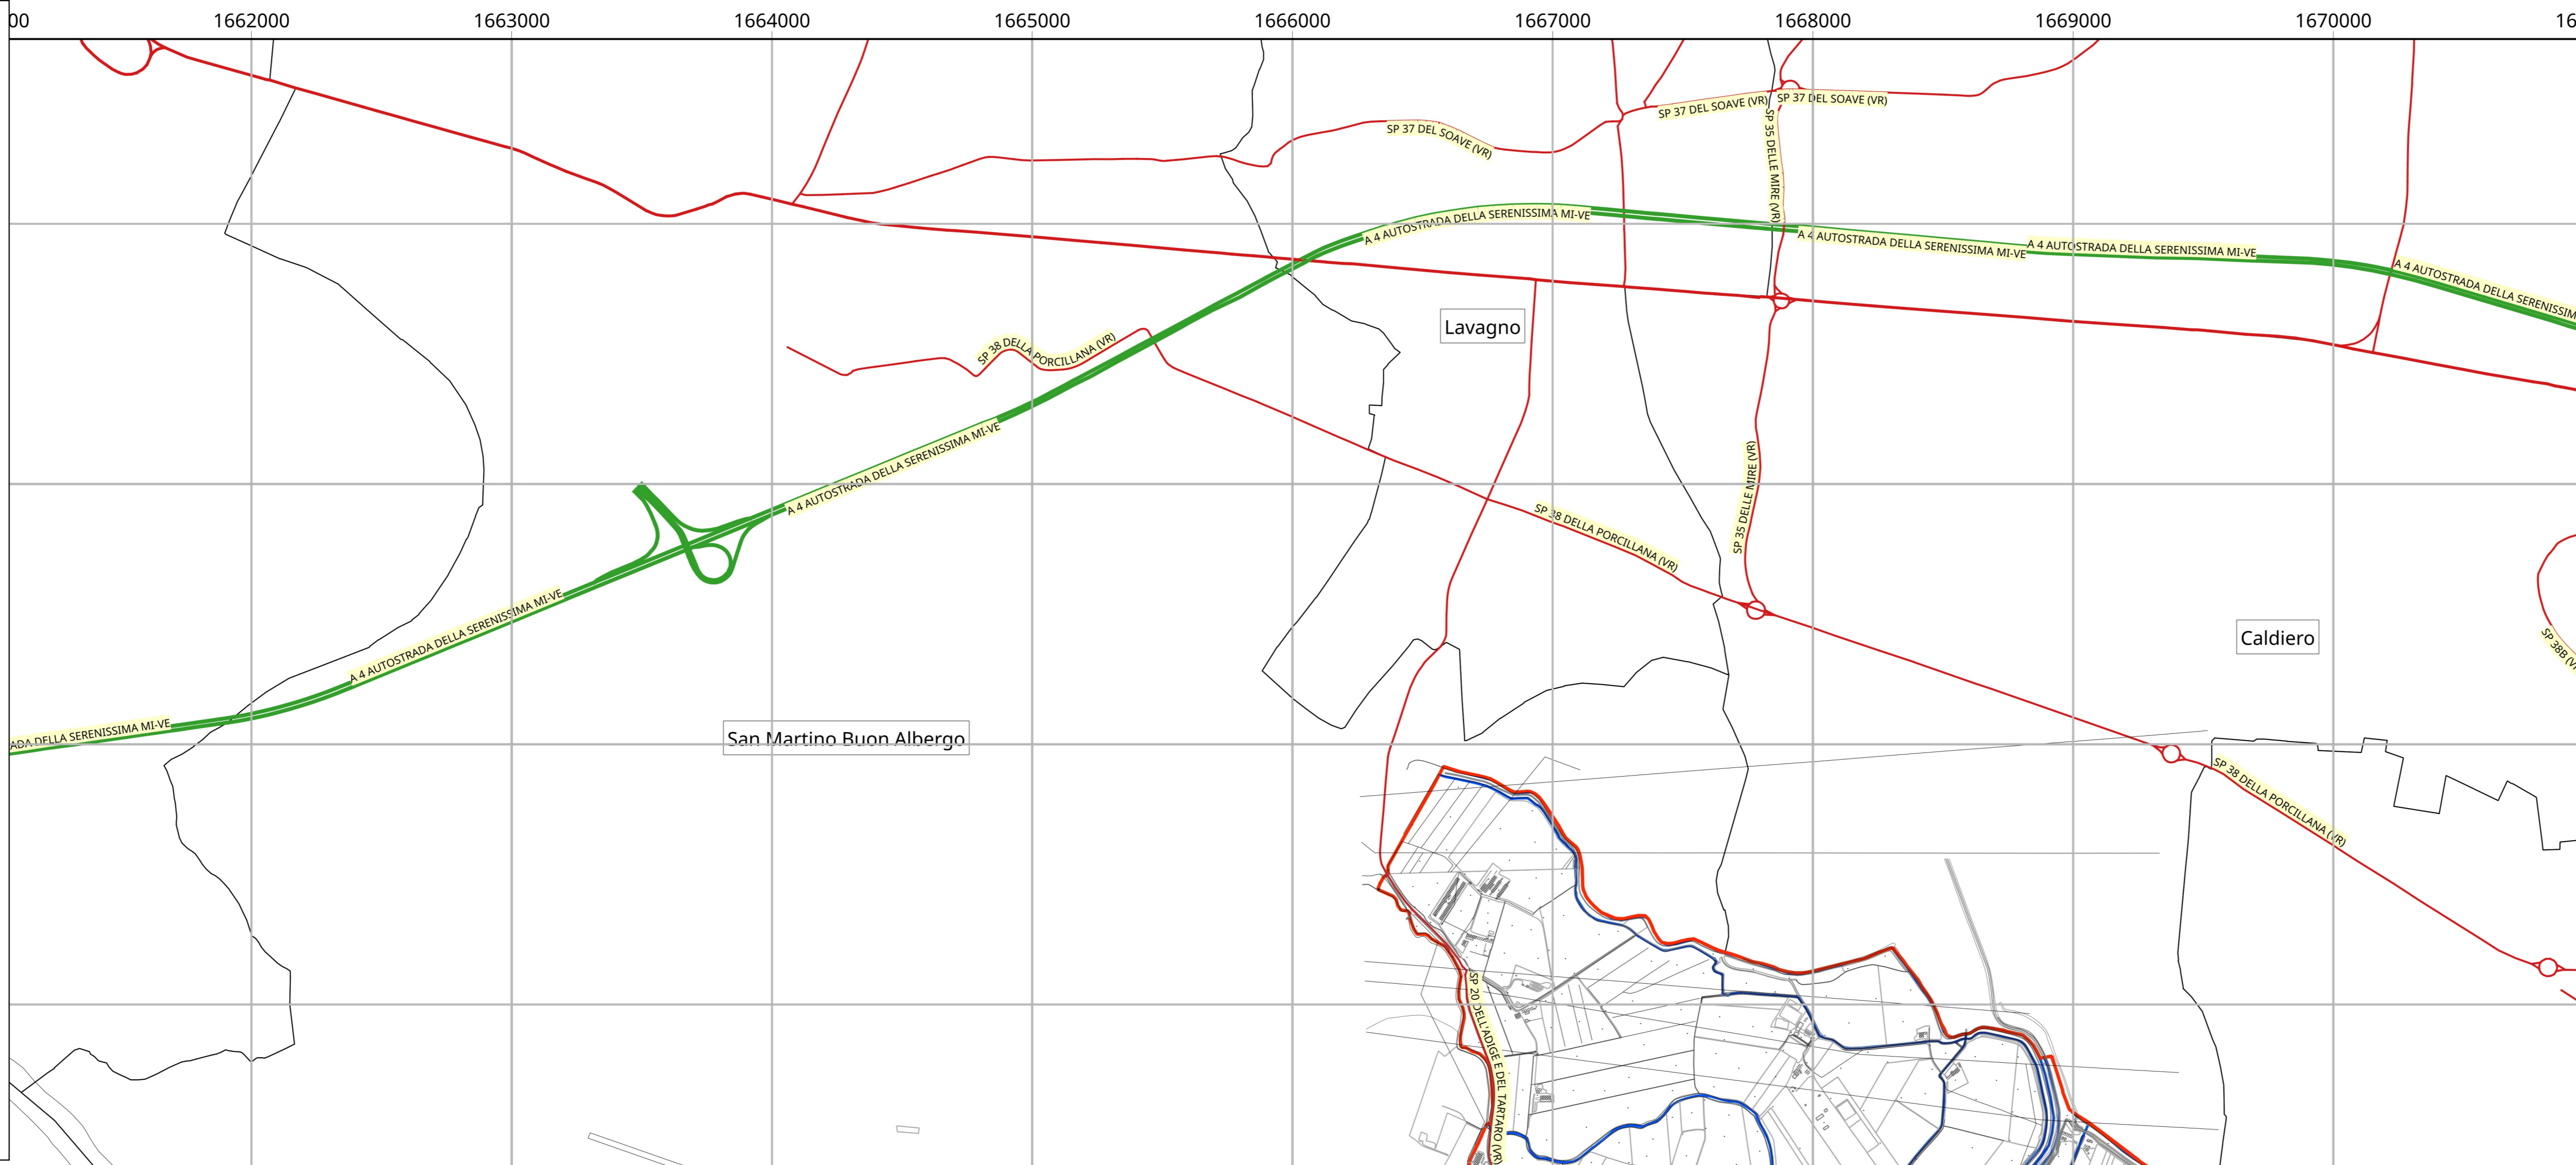 00 1662000 1663000 1664000 1665000 1666000 1667000 1668000 1669000 1670000 16
SP 37 DEL SOAVE (VR)
SP 37 DEL SOAVE (VR)
SP 37 DEL SOAVE (VR)
SP 35 DELLE MIRE (VR)
A 4 AUTOSTRADA DELLA SERENISSIMA MI-VE
A 4 AUTOSTRADA DELLA SERENISSIMA MI-VE
A 4 AUTOSTRADA DELLA SERENISSIMA MI-VE
A 4 AUTOSTRADA DELLA SERENISSIM
Lavagno
SP 38 DELLA PORCILLANA (VR)
A 4 AUTOSTRADA DELLA SERENISSIMA MI-VE
SP 35 DELLE MIRE (VR)
SP 38 DELLA PORCILLANA (VR)
A 4 AUTOSTRADA DELLA SERENISSIMA MI-VE
Caldiero
SP 38B (V
ADA DELLA SERENISSIMA MI-VE
San Martino Buon Albergo
SP 38 DELLA PORCILLANA (VR)
SP 20 DELL'ADIGE E DEL TARTARO (VR)